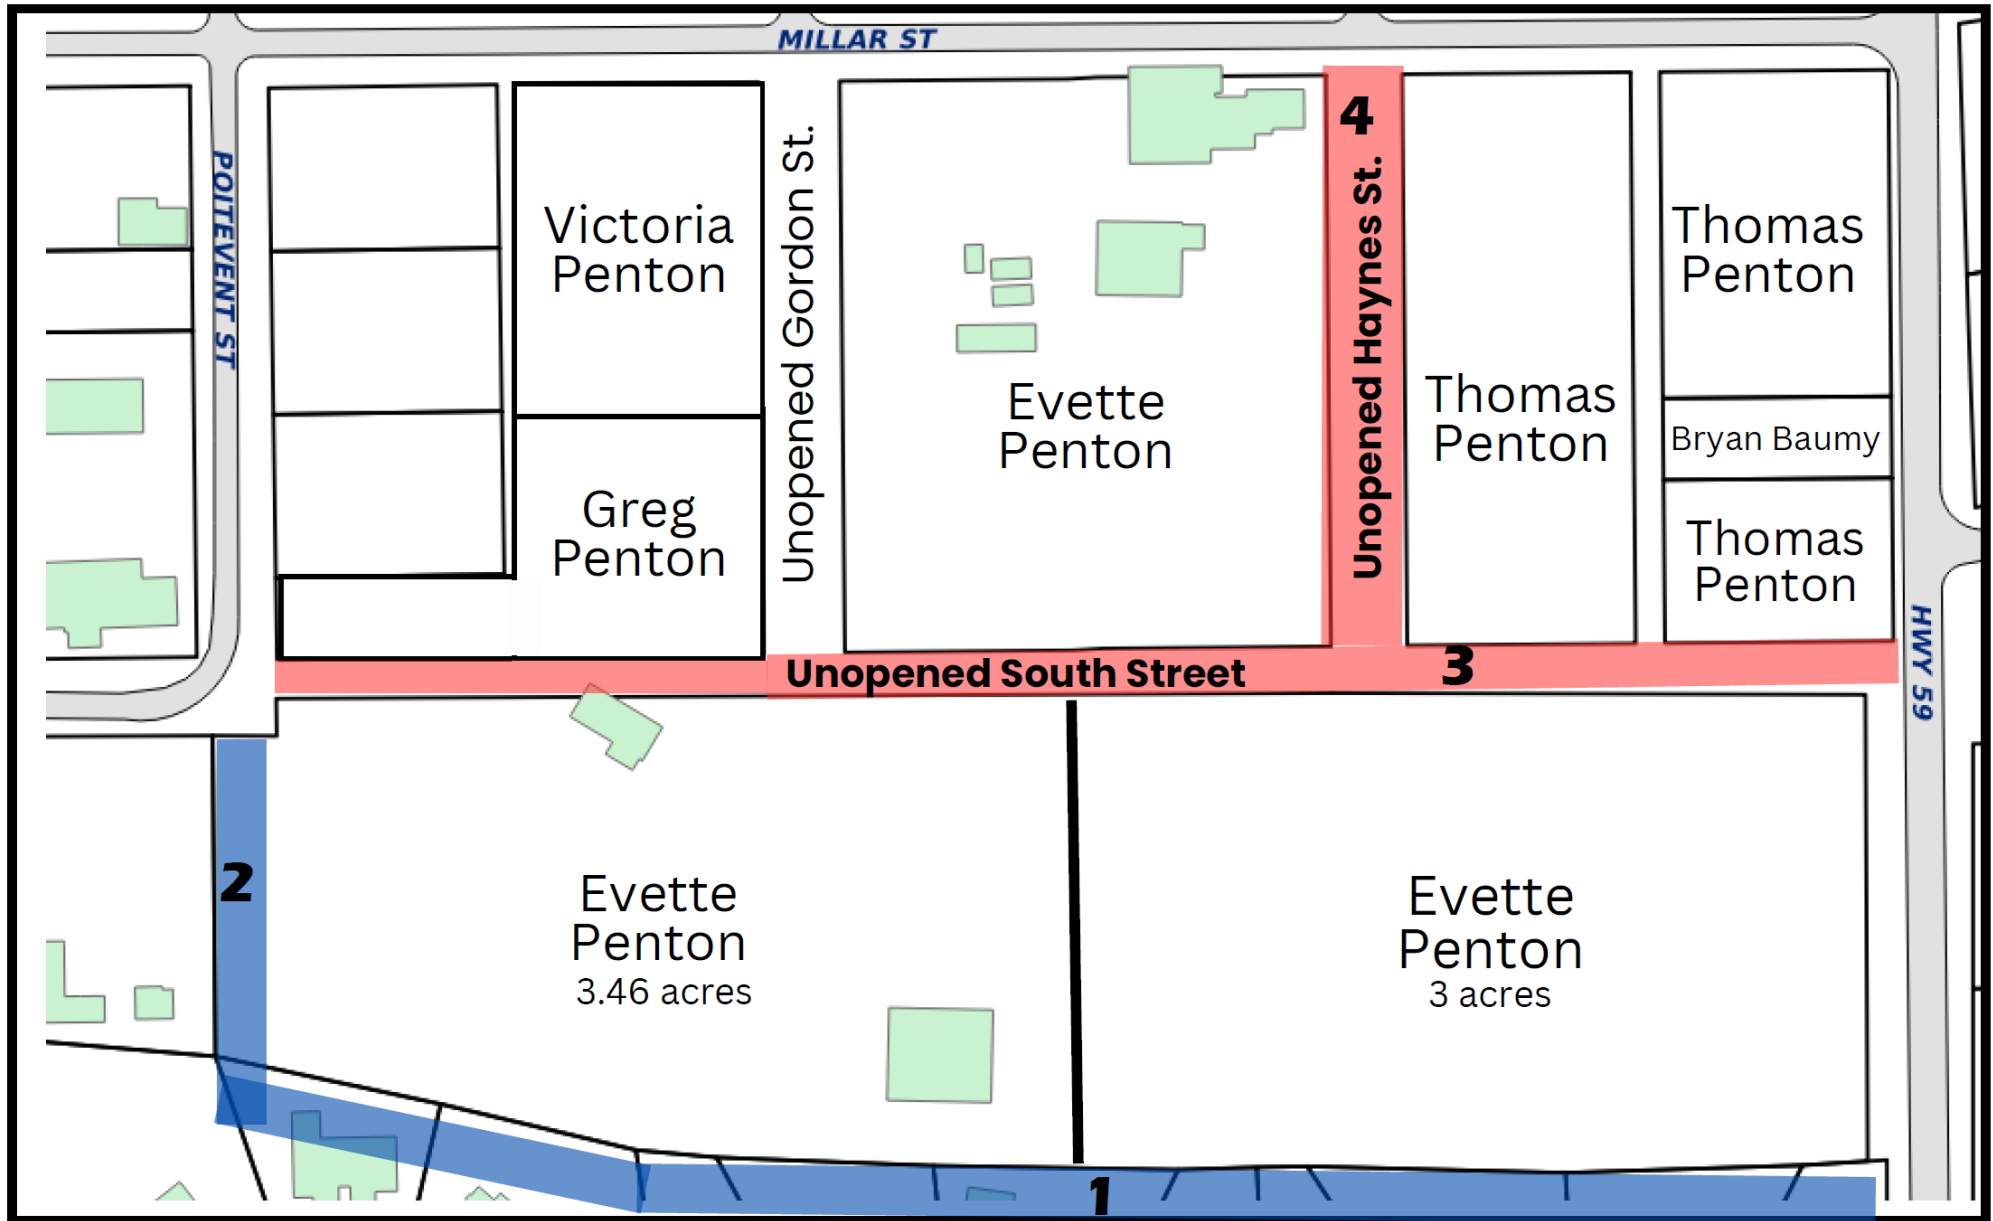 MILLAR ST
POITEVENT ST
Victoria
Penton
Unopened Gordon St.
4
Unopened Haynes St.
Thomas
Penton
Evette
Penton
Thomas
Penton
Bryan Baumy
Greg
Penton
Thomas
Penton
HWY 59
Unopened South Street
3
2
Evette
Penton
3.46 acres
Evette
Penton
3 acres
1